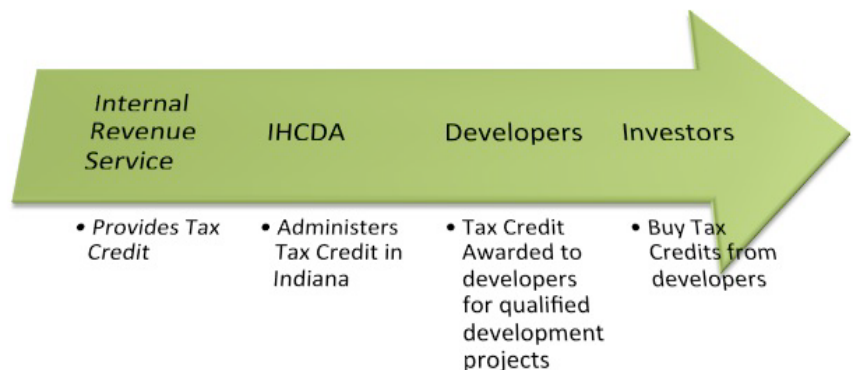 Internal
Revenue
Service
IHCDA
Developers
Investors
• Provides Tax
Credit
• Administers
Tax Credit in
Indiana
• Tax Credit
Awarded to
developers
for qualified
development
projects
• Buy Tax
Credits from
developers